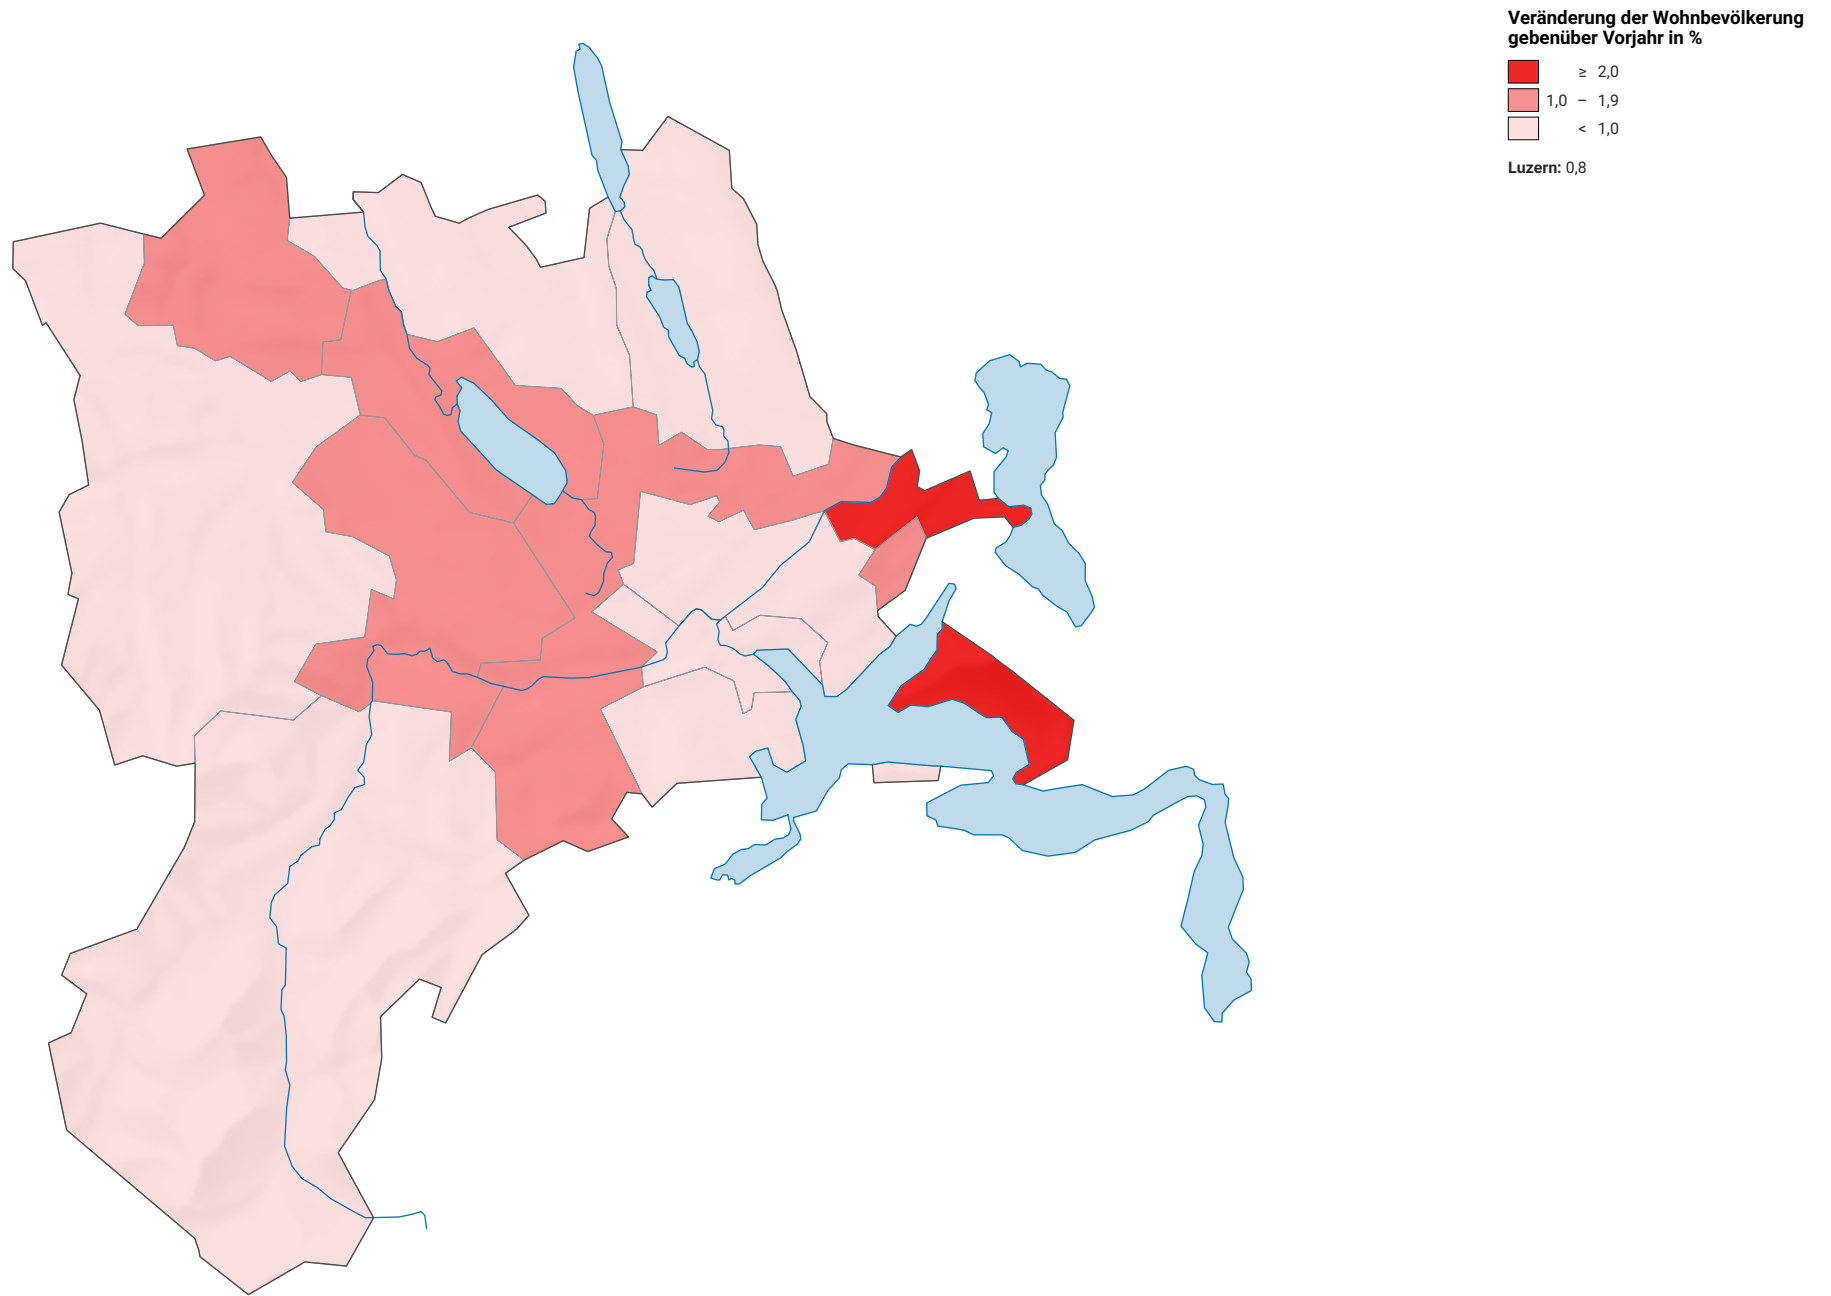 Veränderung der Wohnbevölkerung
gebenüber Vorjahr in %
≥ 2,0
1,0 – 1,9
< 1,0
Luzern: 0,8